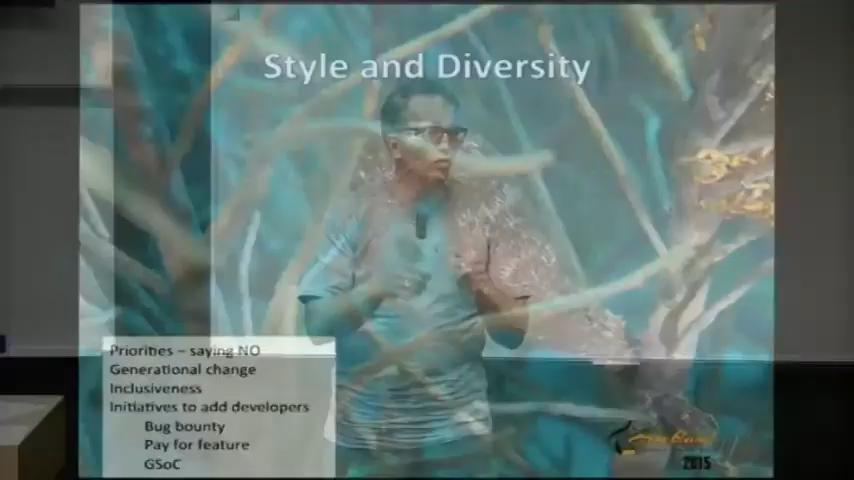 Style and Diversity
Priorities – saying NO
Generational change
Inclusiveness
Initiatives to add developers
Bug bounty
Pay for feature
GSoC
2015